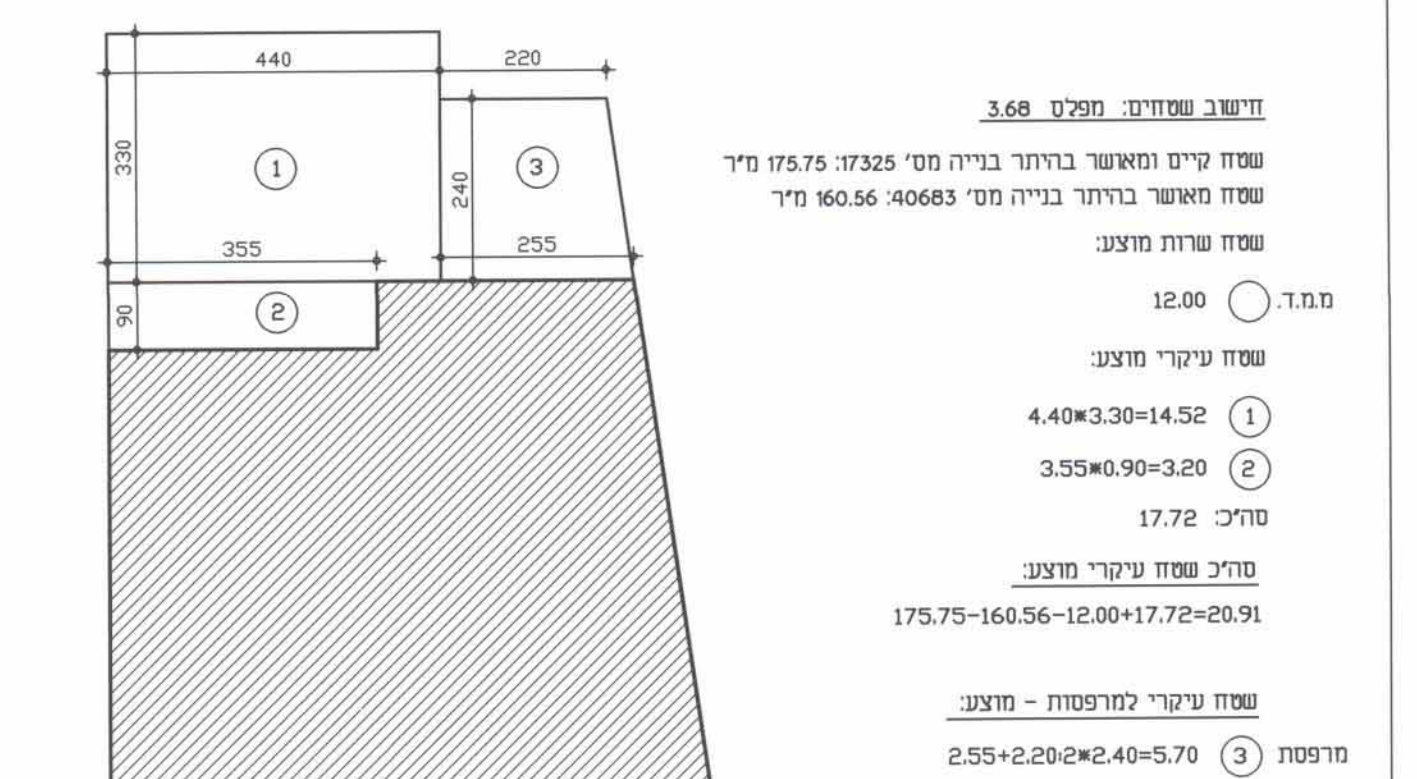 440
220
330
1
3
240
355
255
90
2
חישוב שטחים: מפלס 3.68
שטח קיים ומאושר בהיתר בנייה מס' 17325: 175.75 מ"ר
שטח מאושר בהיתר בנייה מס' 40683: 160.56 מ"ר
שטח שרות מוצע:
מ.מ.ד. 12.00
שטח עיקרי מוצע:
1 4.40*3.30=14.52
2 3.55*0.90=3.20
סה"כ: 17.72
סה"כ שטח עיקרי מוצע:
175.75-160.56-12.00+17.72=20.91
שטח עיקרי למרפסות - מוצע:
מרפסת 3 2.55+2.20:2*2.40=5.70